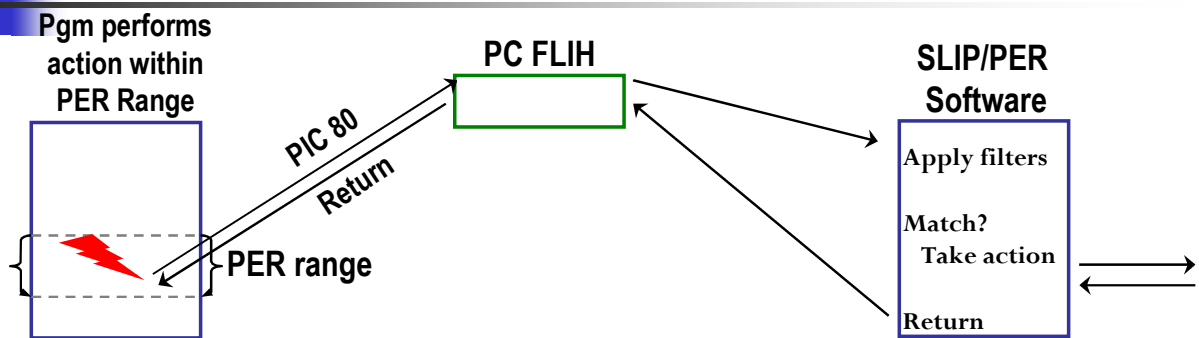 Pgm performs
action within
PER Range
PIC 80
Return
PER range
PC FLIH
SLIP/PER
Software
Apply filters
Match?
Take action
Return